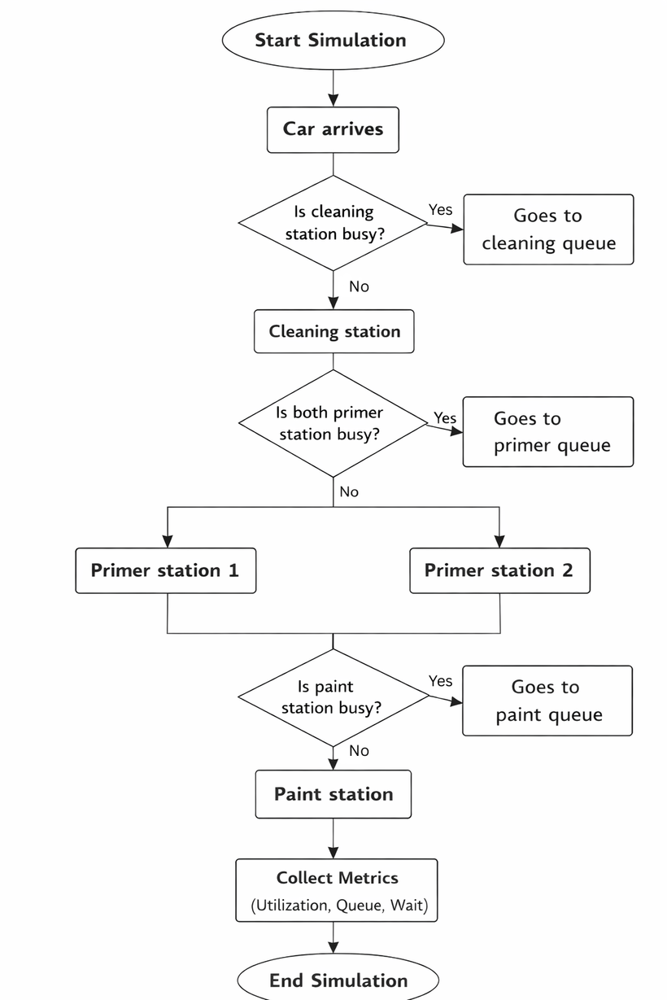 Start Simulation
Car arrives
Is cleaning
station busy?
Yes
Goes to
cleaning queue
No
Cleaning station
Is both primer
station busy?
Yes
Goes to
primer queue
No
Primer station 1
Primer station 2
Is paint
station busy?
Yes
Goes to
paint queue
No
Paint station
Collect Metrics
(Utilization, Queue, Wait)
End Simulation